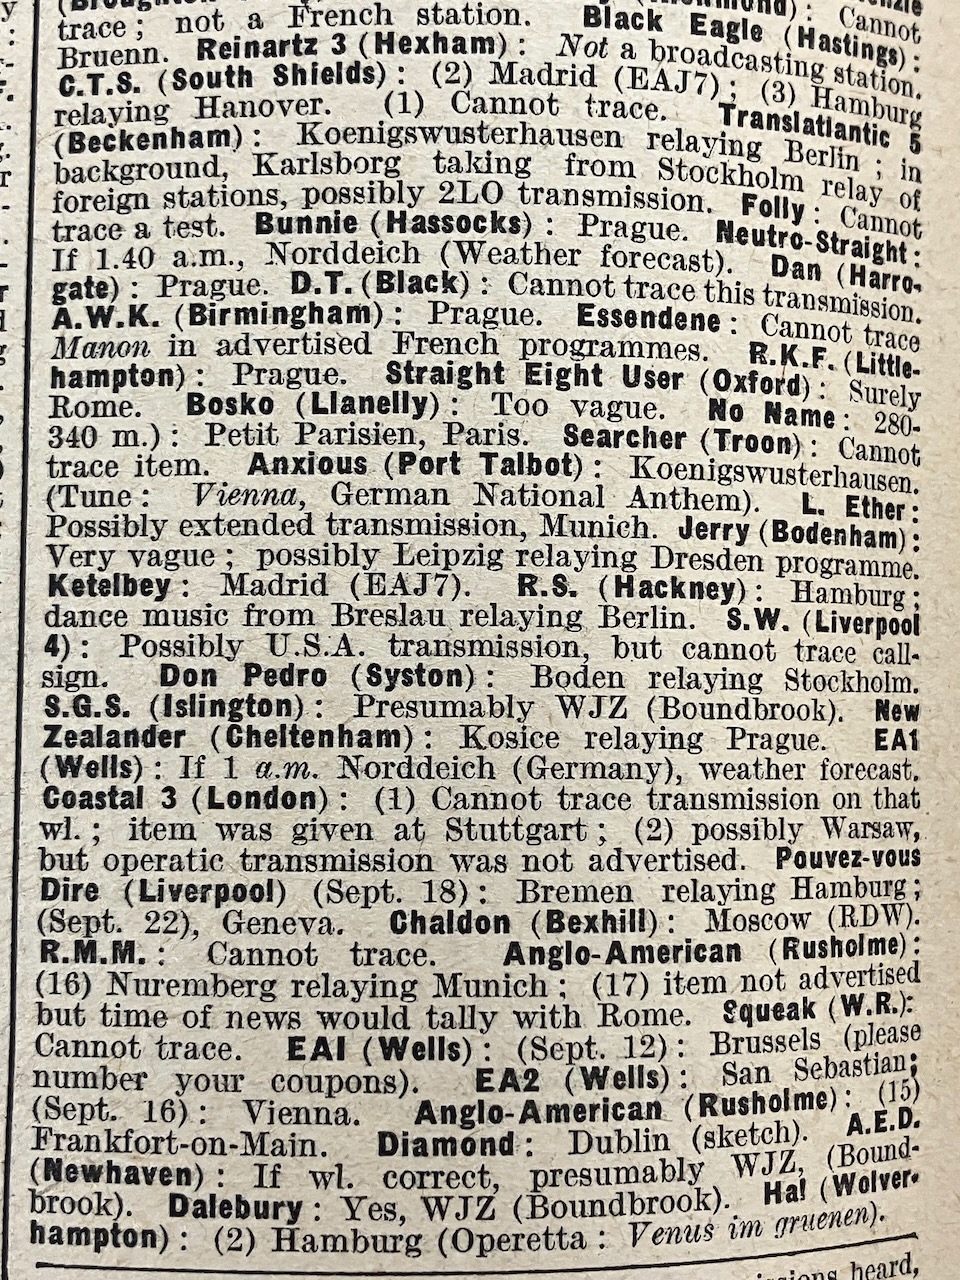 trace; not a French station. Black Eagle (Hastings): Cannot
Bruenn. Reinartz 3 (Hexham): Not a broadcasting station.
C.T.S. (South Shields): (2) Madrid (EAJ7); (3) Hamburg
relaying Hanover. (1) Cannot trace. Translatlantic 5
(Beckenham): Koenigswusterhausen relaying Berlin; in
background, Karlsborg taking from Stockholm relay of
foreign stations, possibly 2LO transmission. Folly: Cannot
trace a test. Bunnie (Hassocks): Prague. Neutro-Straight:
If 1.40 a.m., Norddeich (Weather forecast). Dan (Harro-
gate): Prague. D.T. (Black): Cannot trace this transmission.
A.W.K. (Birmingham): Prague. Essendene: Cannot trace
Manon in advertised French programmes. R.K.F. (Little-
hampton): Prague. Straight Eight User (Oxford): Surely
Rome. Bosko (Llanelly): Too vague. No Name: 280-
340 m.): Petit Parisien, Paris. Searcher (Troon): Cannot
trace item. Anxious (Port Talbot): Koenigswusterhausen.
(Tune: Vienna, German National Anthem). L. Ether:
Possibly extended transmission, Munich. Jerry (Bodenham):
Very vague; possibly Leipzig relaying Dresden programme.
Ketelbey: Madrid (EAJ7). R.S. (Hackney): Hamburg;
dance music from Breslau relaying Berlin. S.W. (Liverpool
4): Possibly U.S.A. transmission, but cannot trace call-
sign. Don Pedro (Syston): Boden relaying Stockholm.
S.G.S. (Islington): Presumably WJZ (Boundbrook). New
Zealander (Cheltenham): Kosice relaying Prague. EA1
(Wells): If 1 a.m. Norddeich (Germany), weather forecast.
Coastal 3 (London): (1) Cannot trace transmission on that
wl.; item was given at Stuttgart; (2) possibly Warsaw,
but operatic transmission was not advertised. Pouvez-vous
Dire (Liverpool) (Sept. 18): Bremen relaying Hamburg;
(Sept. 22), Geneva. Chaldon (Bexhill): Moscow (RDW).
R.M.M.: Cannot trace. Anglo-American (Rusholme):
(16) Nuremberg relaying Munich; (17) item not advertised
but time of news would tally with Rome. Squeak (W.R.):
Cannot trace. EAI (Wells): (Sept. 12): Brussels (please
number your coupons). EA2 (Wells): San Sebastian;
(Sept. 16): Vienna. Anglo-American (Rusholme): (15)
Frankfort-on-Main. Diamond: Dublin (sketch). A.E.D.
(Newhaven): If wl. correct, presumably WJZ, (Bound-
brook). Dalebury: Yes, WJZ (Boundbrook). Hal (Wolver-
hampton): (2) Hamburg (Operetta: Venus im gruenen).
heard,